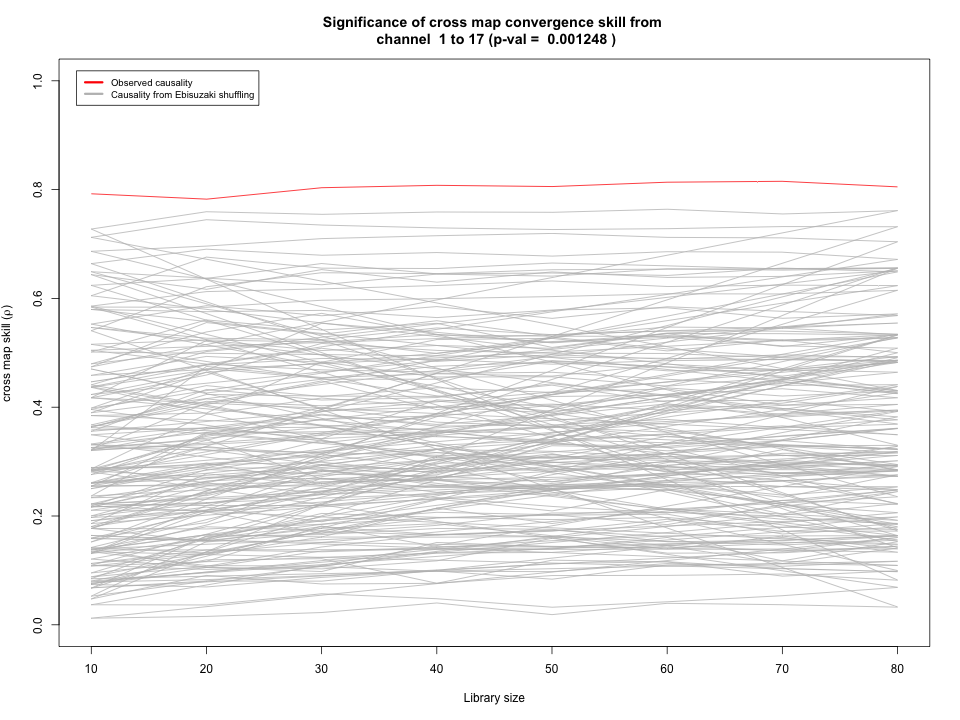 Significance of cross map convergence skill from
channel 1 to 17 (p-val = 0.001248 )
Observed causality
Causality from Ebisuzaki shuffling
1.0
0.8
0.6
0.4
0.2
0.0
cross map skill (ρ)
10 20 30 40 50 60 70 80
Library size